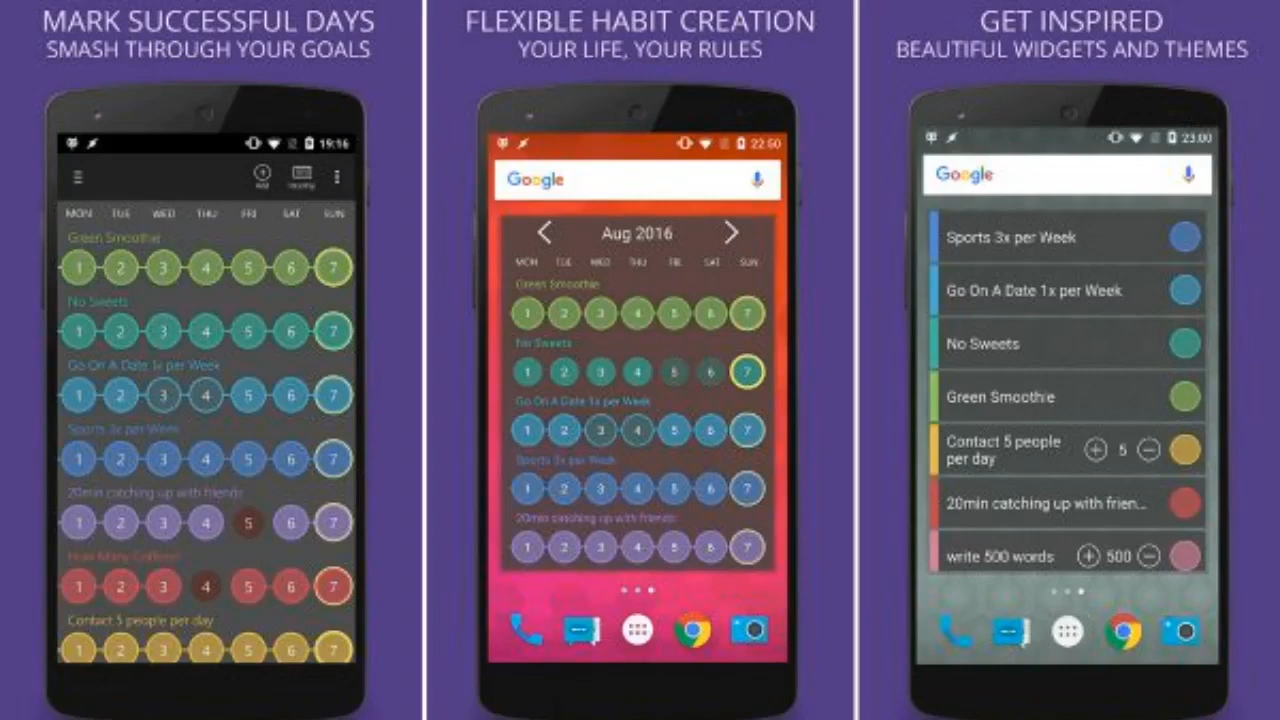 MARK SUCCESSFUL DAYS
SMASH THROUGH YOUR GOALS
19:16
Add
MON TUE WED THU FRI SAT SUN
Green Smoothie
1 2 3 4 5 6 7
No Sweets
1 2 3 4 5 6 7
Go On A Date 1x per Week
1 2 3 4 5 6 7
Sports 3x per Week
1 2 3 4 5 6 7
20min catching up with friends
1 2 3 4 5 6 7
How Many Coffees?
1 2 3 4 5 6 7
Contact 5 people per day
1 2 3 4 5 6 7
FLEXIBLE HABIT CREATION
YOUR LIFE, YOUR RULES
22:50
Google
Aug 2016
MON TUE WED THU FRI SAT SUN
Green Smoothie
1 2 3 4 5 6 7
No Sweets
1 2 3 4 5 6 7
Go On A Date 1x per Week
1 2 3 4 5 6 7
Sports 3x per Week
1 2 3 4 5 6 7
20min catching up with friends
1 2 3 4 5 6 7
GET INSPIRED
BEAUTIFUL WIDGETS AND THEMES
23:00
Google
Sports 3x per Week
Go On A Date 1x per Week
No Sweets
Green Smoothie
Contact 5 people
per day
5
20min catching up with frien...
write 500 words 500